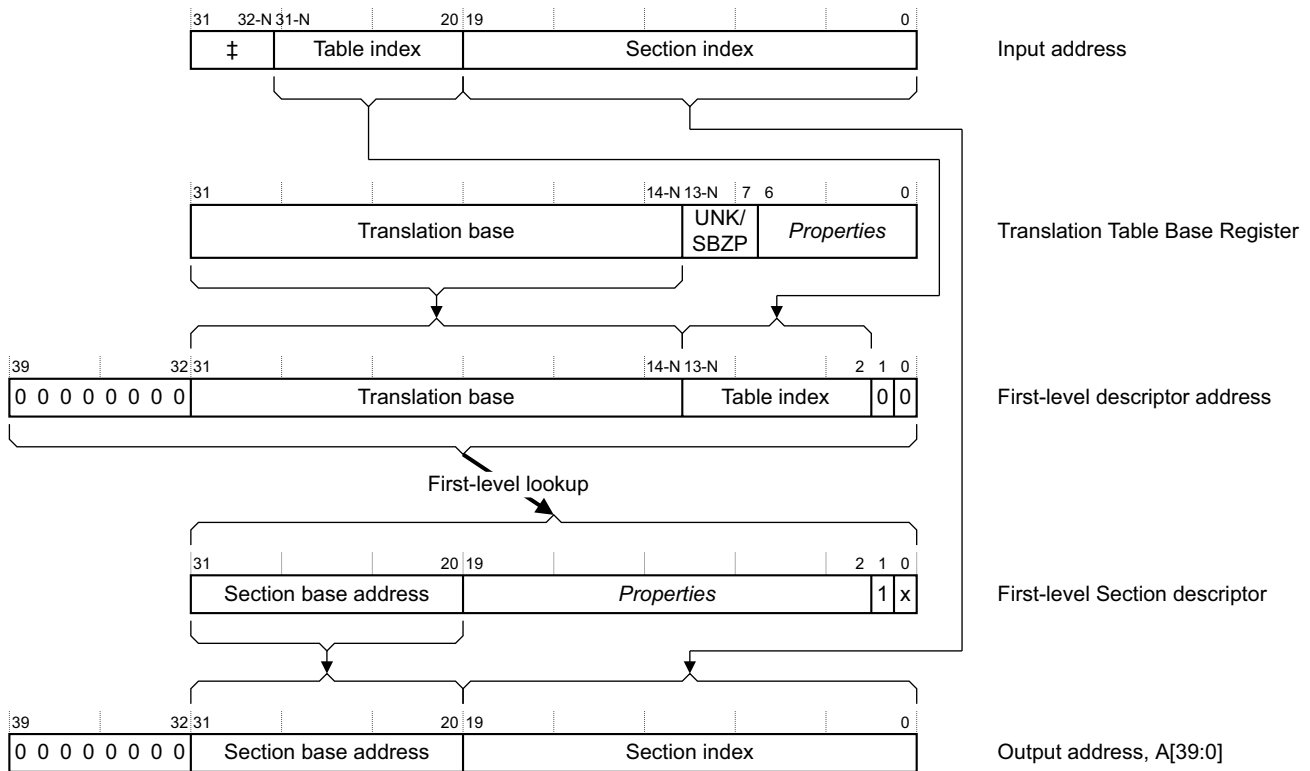 31 32-N 31-N 20 19 0
‡ Table index Section index Input address
31 14-N 13-N 7 6 0
Translation base UNK/ SBZP Properties Translation Table Base Register
39 32 31 14-N 13-N 2 1 0
0 0 0 0 0 0 0 0 Translation base Table index 0 0 First-level descriptor address
First-level lookup
31 20 19 2 1 0
Section base address Properties 1 x First-level Section descriptor
39 32 31 20 19 0
0 0 0 0 0 0 0 0 Section base address Section index Output address, A[39:0]